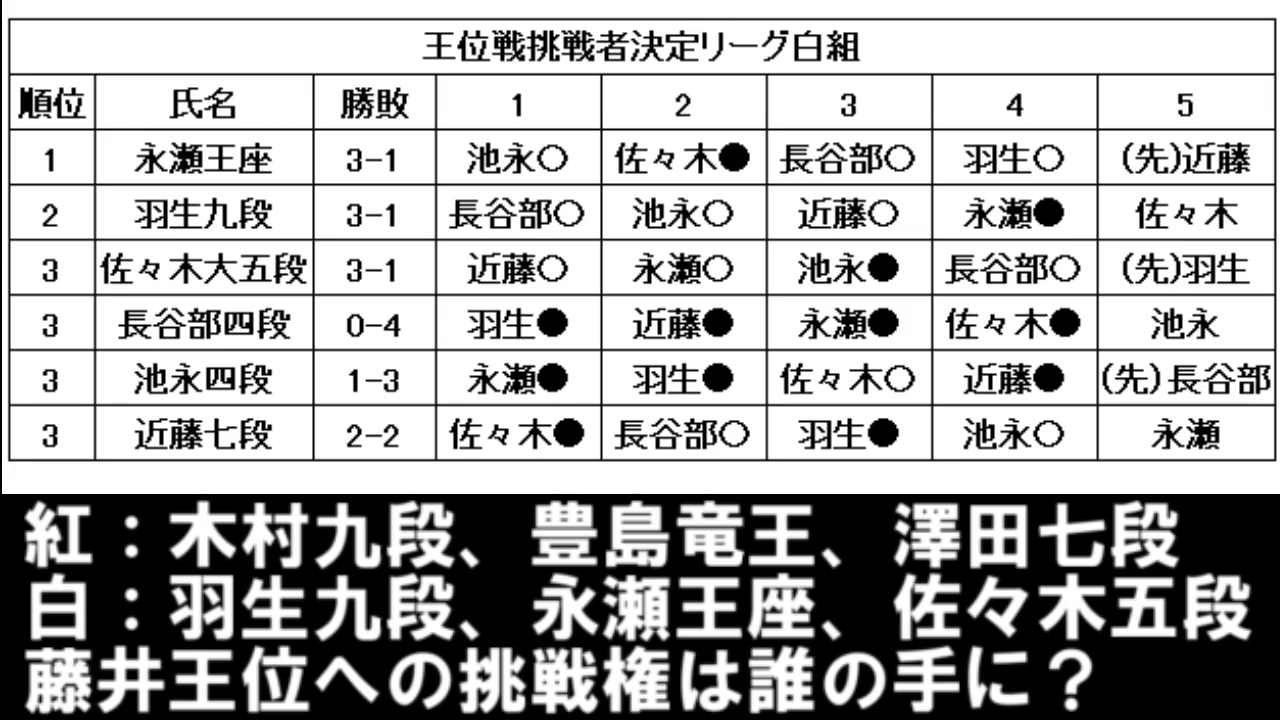 王位戦挑戦者決定リーグ白組
順位 氏名 勝敗 1 2 3 4 5
1 永瀬王座 3-1 池永○ 佐々木● 長谷部○ 羽生○ (先)近藤
2 羽生九段 3-1 長谷部○ 池永○ 近藤○ 永瀬● 佐々木
3 佐々木大五段 3-1 近藤○ 永瀬○ 池永● 長谷部○ (先)羽生
3 長谷部四段 0-4 羽生● 近藤● 永瀬● 佐々木● 池永
3 池永四段 1-3 永瀬● 羽生● 佐々木○ 近藤● (先)長谷部
3 近藤七段 2-2 佐々木● 長谷部○ 羽生● 池永○ 永瀬
紅：木村九段、豊島竜王、澤田七段
白：羽生九段、永瀬王座、佐々木五段
藤井王位への挑戦権は誰の手に？